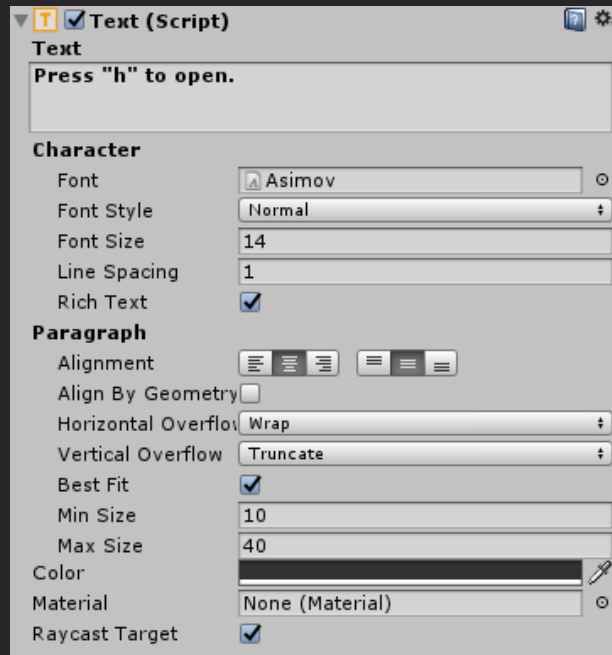 Text (Script)
Text
Press "h" to open.
Character
Font Asimov
Font Style Normal
Font Size 14
Line Spacing 1
Rich Text
Paragraph
Alignment
Align By Geometry
Horizontal Overflo Wrap
Vertical Overflow Truncate
Best Fit
Min Size 10
Max Size 40
Color
Material None (Material)
Raycast Target